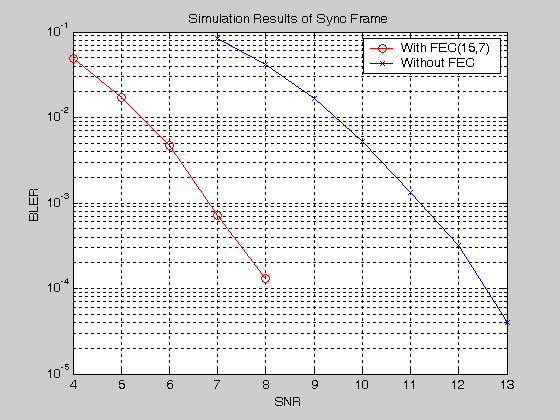 Simulation Results of Sync Frame
With FEC(15,7)
Without FEC
10^-1
10^-2
10^-3
10^-4
10^-5
BLER
4 5 6 7 8 9 10 11 12 13
SNR